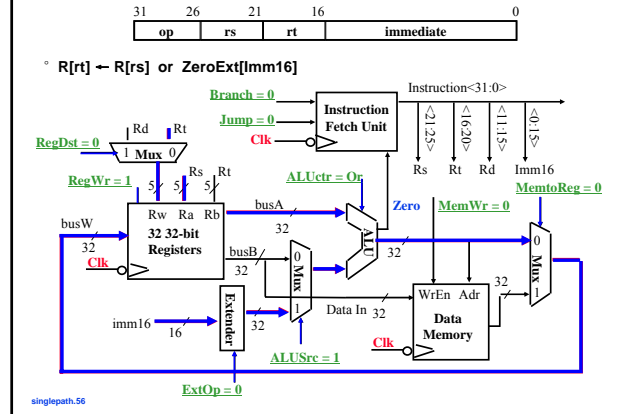 31 26 21 16 0
op rs rt immediate
° R[rt] ← R[rs] or ZeroExt[Imm16]
Instruction<31:0>
Branch = 0
Jump = 0
Clk
Instruction
Fetch Unit
<21:25>
<16:20>
<11:15>
<0:15>
Rs Rt Rd Imm16
Rd Rt
RegDst = 0
1 Mux 0
RegWr = 1
5 5 5
Rs Rt
ALUctr = Or
Zero
MemWr = 0
MemtoReg = 0
busA
32
Rw Ra Rb
busW
32
32 32-bit
Registers
Clk
busB
32
0
Mux
1
ALU
32
0
Mux
1
32
WrEn Adr
Data
Memory
Data In 32
Clk
imm16
16
Extender
32
ALUSrc = 1
ExtOp = 0
singlepath.56